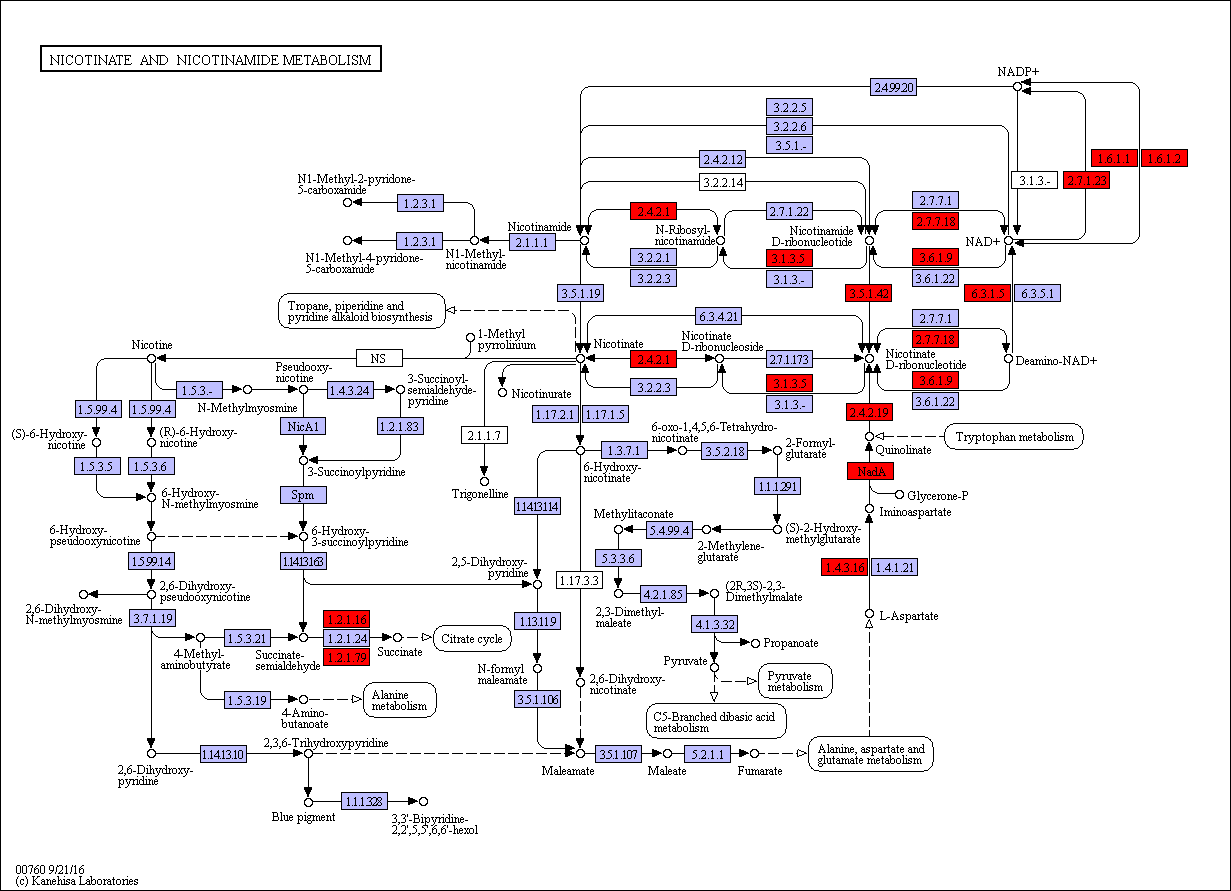 NICOTINATE AND NICOTINAMIDE METABOLISM
NADP+
2.4.99.20
3.2.2.5
3.2.2.6
3.5.1.-
2.4.2.12
1.6.1.1
1.6.1.2
3.2.2.14
3.1.3.-
2.7.1.23
N1-Methyl-2-pyridone-
5-carboxamide
1.2.3.1
2.4.2.1
2.7.1.22
2.7.7.1
2.7.7.18
Nicotinamide
N-Ribosyl-
nicotinamide
Nicotinamide
D-ribonucleotide
NAD+
1.2.3.1
2.1.1.1
N1-Methyl-4-pyridone-
5-carboxamide
N1-Methyl-
nicotinamide
3.2.2.1
3.2.2.3
3.1.3.5
3.1.3.-
3.6.1.9
3.6.1.22
3.5.1.19
3.5.1.42
6.3.1.5
6.3.5.1
Tropane, piperidine and
pyridine alkaloid biosynthesis
6.3.4.21
2.7.7.1
2.7.7.18
1-Methyl
pyrrolinium
Nicotine
NS
Nicotinate
2.4.2.1
Nicotinate
D-ribonucleoside
2.7.1.173
Nicotinate
D-ribonucleotide
Deamino-NAD+
Pseudooxy-
nicotine
1.5.3.-
N-Methylmyosmine
1.4.3.24
3-Succinoyl-
semialdehyde-
pyridine
Nicotinurate
3.2.2.3
3.1.3.5
3.1.3.-
3.6.1.9
3.6.1.22
1.5.99.4
1.5.99.4
NicA1
1.2.1.83
2.1.1.7
1.17.2.1
1.17.1.5
2.4.2.19
(S)-6-Hydroxy-
nicotine
(R)-6-Hydroxy-
nicotine
6-oxo-1,4,5,6-Tetrahydro-
nicotinate
2-Formyl-
glutarate
Quinolinate
Tryptophan metabolism
1.5.3.5
1.5.3.6
3-Succinoylpyridine
6-Hydroxy-
nicotinate
1.3.7.1
3.5.2.18
NadA
Spm
Trigonelline
1.1.1.291
Glycerone-P
Iminoaspartate
6-Hydroxy-
N-methylmyosmine
1.14.13.114
Methylitaconate
5.4.99.4
2-Methylene-
glutarate
(S)-2-Hydroxy-
methylglutarate
6-Hydroxy-
pseudooxynicotine
6-Hydroxy-
3-succinoylpyridine
1.5.99.14
1.14.13.163
2,5-Dihydroxy-
pyridine
1.17.3.3
5.3.3.6
1.4.3.16
1.4.1.21
2,6-Dihydroxy-
pseudooxynicotine
2,6-Dihydroxy-
N-methylmyosmine
3.7.1.19
2,3-Dimethyl-
maleate
4.2.1.85
(2R,3S)-2,3-
Dimethylmalate
L-Aspartate
1.13.11.9
4.1.3.32
4-Methyl-
aminobutyrate
1.5.3.21
Succinate-
semialdehyde
1.2.1.16
1.2.1.24
1.2.1.79
Succinate
Citrate cycle
Propanoate
Pyruvate
N-formyl
maleamate
2,6-Dihydroxy-
nicotinate
Pyruvate
metabolism
1.5.3.19
4-Amino-
butanoate
Alanine
metabolism
3.5.1.106
C5-Branched dibasic acid
metabolism
2,6-Dihydroxy-
pyridine
1.14.13.10
2,3,6-Trihydroxypyridine
Maleamate
3.5.1.107
Maleate
5.2.1.1
Fumarate
Alanine, aspartate and
glutamate metabolism
Blue pigment
1.1.1.328
3,3'-Bipyridine-
2,2',5,5',6,6'-hexol
00760 9/21/16
(c) Kanehisa Laboratories